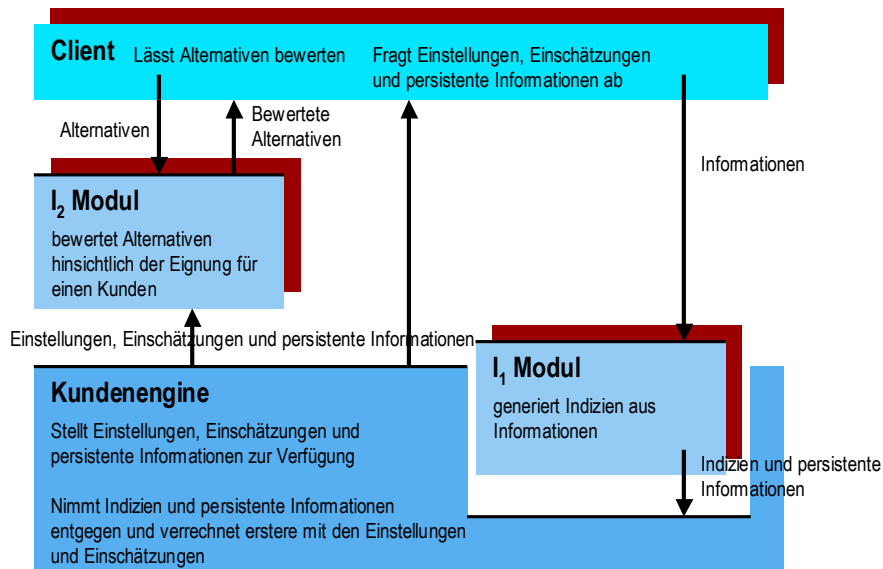 Client Lässt Alternativen bewerten
Fragt Einstellungen, Einschätzungen
und persistente Informationen ab
Alternativen
Bewertete
Alternativen
Informationen
I2 Modul
bewertet Alternativen
hinsichtlich der Eignung für
einen Kunden
Einstellungen, Einschätzungen und persistente Informationen
I1 Modul
generiert Indizien aus
Informationen
Kundenengine
Stellt Einstellungen, Einschätzungen und
persistente Informationen zur Verfügung
Nimmt Indizien und persistente Informationen
entgegen und verrechnet erstere mit den Einstellungen
und Einschätzungen
Indizien und persistente
Informationen